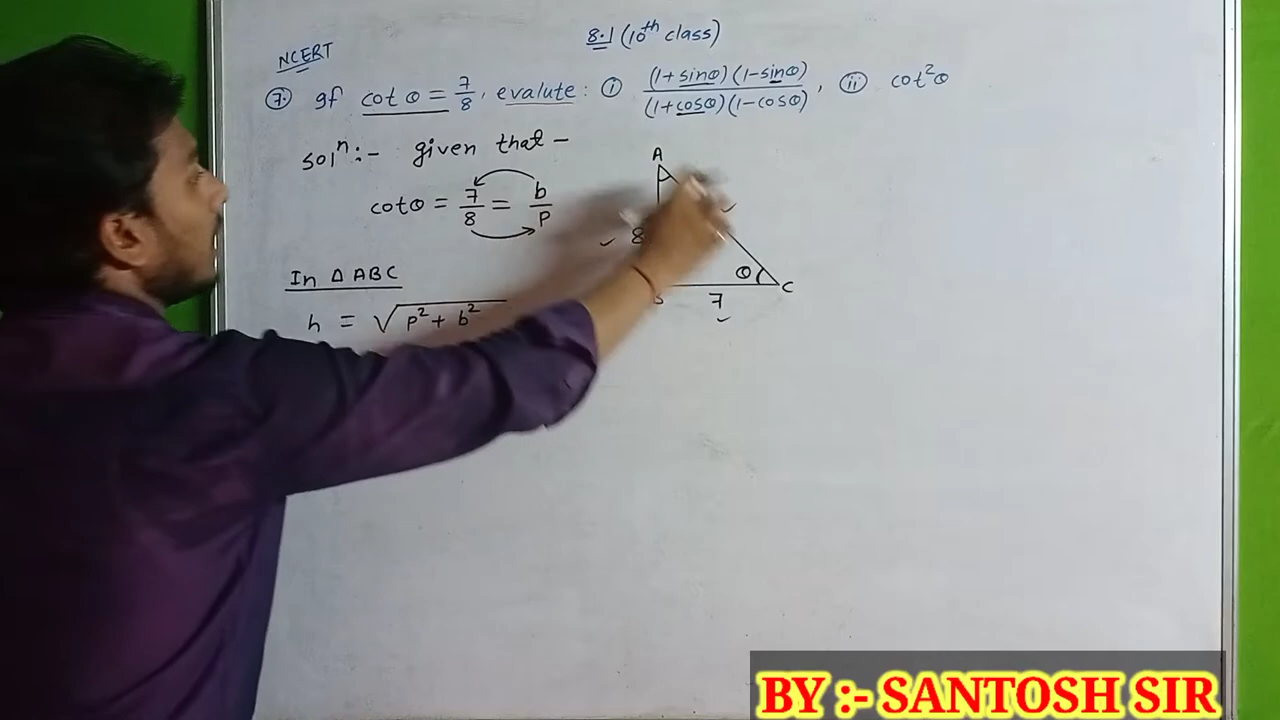 8.1 (10th class)
NCERT
7. If cot θ = 7/8, evalute : (i) (1+sinθ)(1-sinθ)/(1+cosθ)(1-cosθ), (ii) cot²θ
Solⁿ:- given that -
cotθ = 7/8 = b/P
A
8
θ
C
7
In Δ ABC
h = √P²+ b²
BY :- SANTOSH SIR